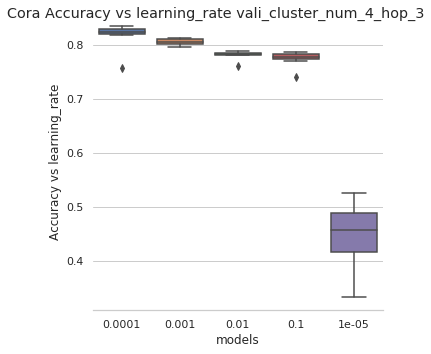 Cora Accuracy vs learning_rate vali_cluster_num_4_hop_3
0.8
0.7
0.6
0.5
0.4
Accuracy vs learning_rate
0.0001 0.001 0.01 0.1 1e-05
models